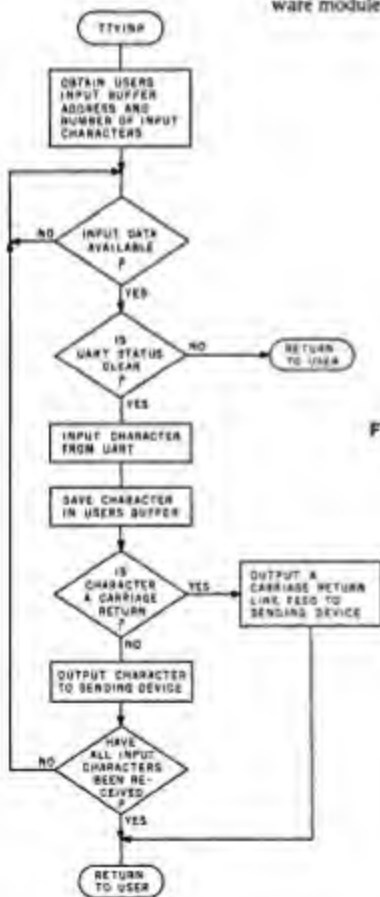 ware module
TTYINP
OBTAIN USERS
INPUT BUFFER
ADDRESS AND
NUMBER OF INPUT
CHARACTERS
NO
INPUT DATA
AVAILABLE
?
YES
IS
UART STATUS
CLEAR
?
NO
RETURN
TO USER
YES
INPUT CHARACTER
FROM UART
F
SAVE CHARACTER
IN USERS BUFFER
IS
CHARACTER
A CARRIAGE
RETURN
?
YES
OUTPUT A
CARRIAGE RETURN
LINE FEED TO
SENDING DEVICE
NO
OUTPUT CHARACTER
TO SENDING DEVICE
NO
HAVE
ALL INPUT
CHARACTERS
BEEN RE-
CEIVED
?
YES
RETURN
TO USER